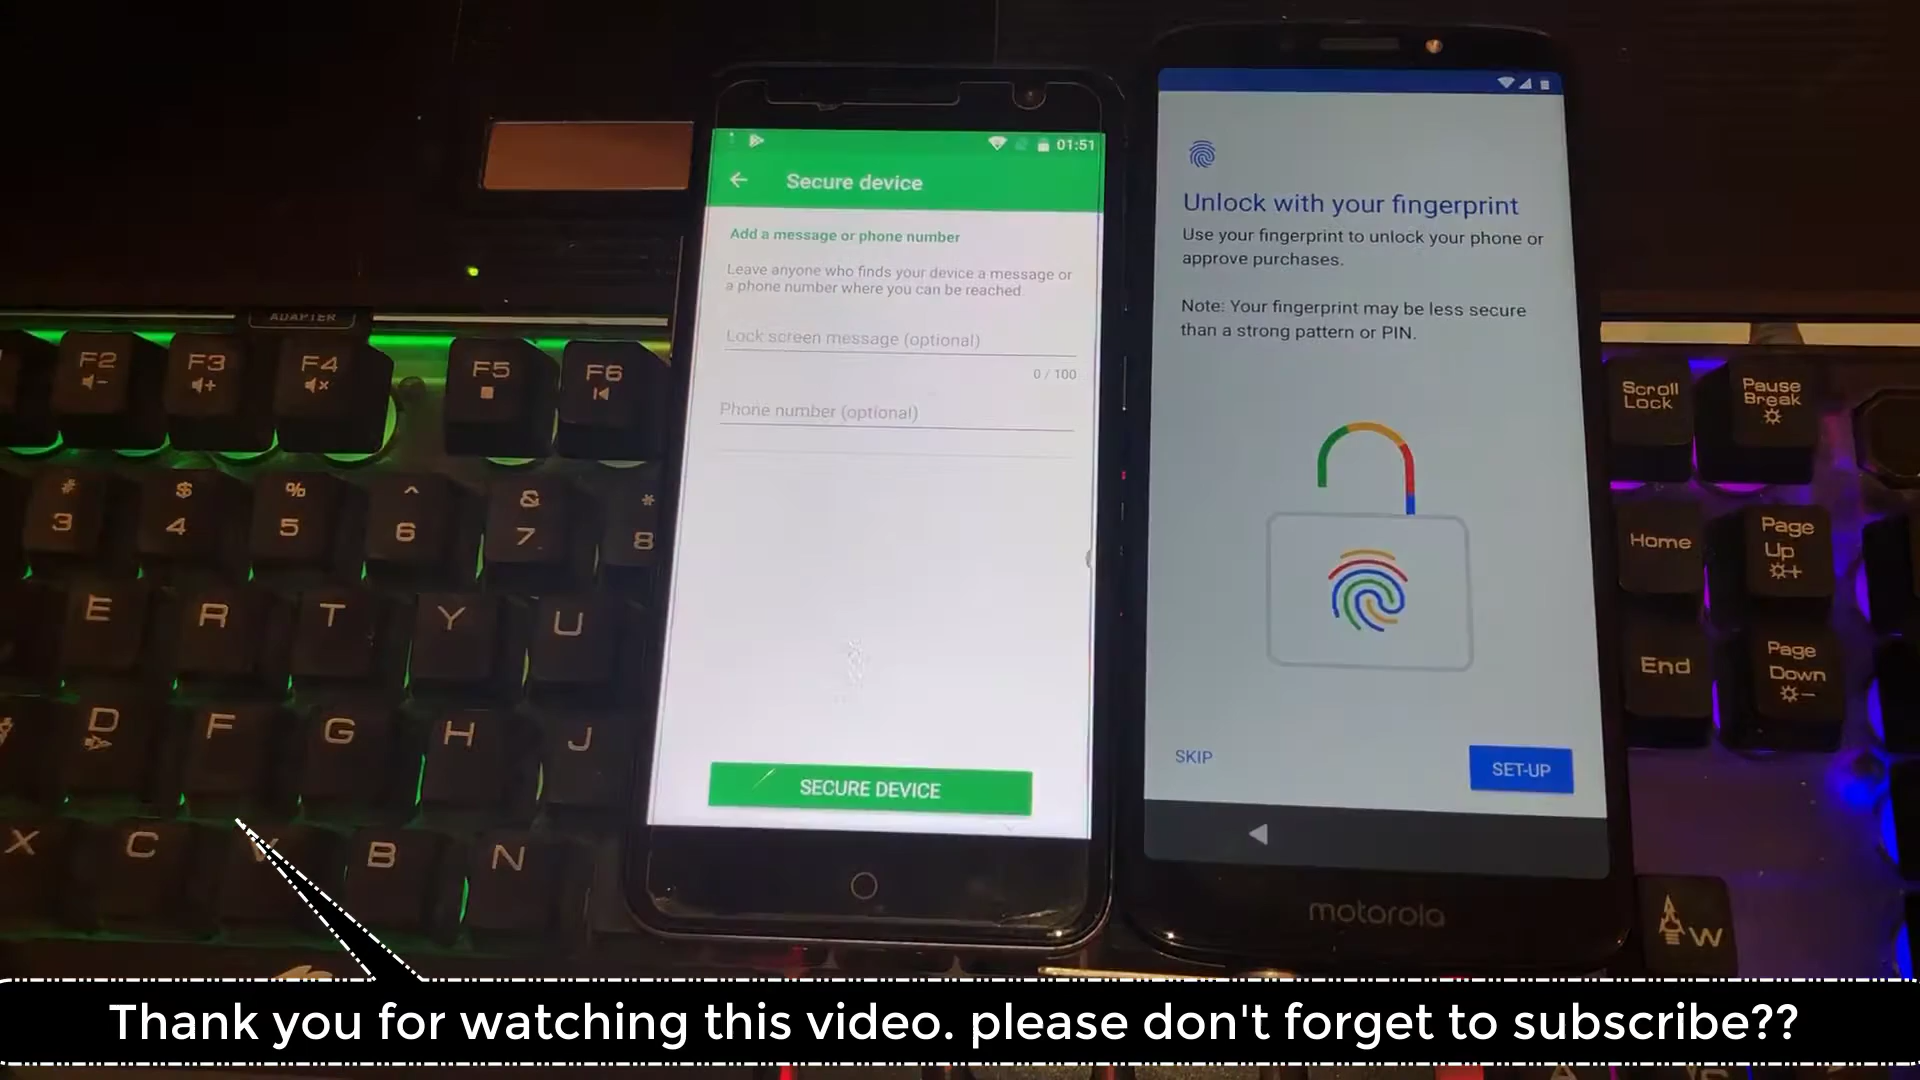 01:51
Secure device
Add a message or phone number
Leave anyone who finds your device a message or
a phone number where you can be reached.
Lock screen message (optional)
0 / 100
Phone number (optional)
SECURE DEVICE
Unlock with your fingerprint
Use your fingerprint to unlock your phone or
approve purchases.
Note: Your fingerprint may be less secure
than a strong pattern or PIN.
SKIP
SET-UP
motorola
ADAPTER
F2
F3
F4
F5
F6
# 3
$ 4
% 5
^ 6
& 7
* 8
E
R
T
Y
U
D
F
G
H
J
X
C
V
B
N
Scroll
Lock
Pause
Break
Home
Page
Up
End
Page
Down
W
Thank you for watching this video. please don't forget to subscribe??